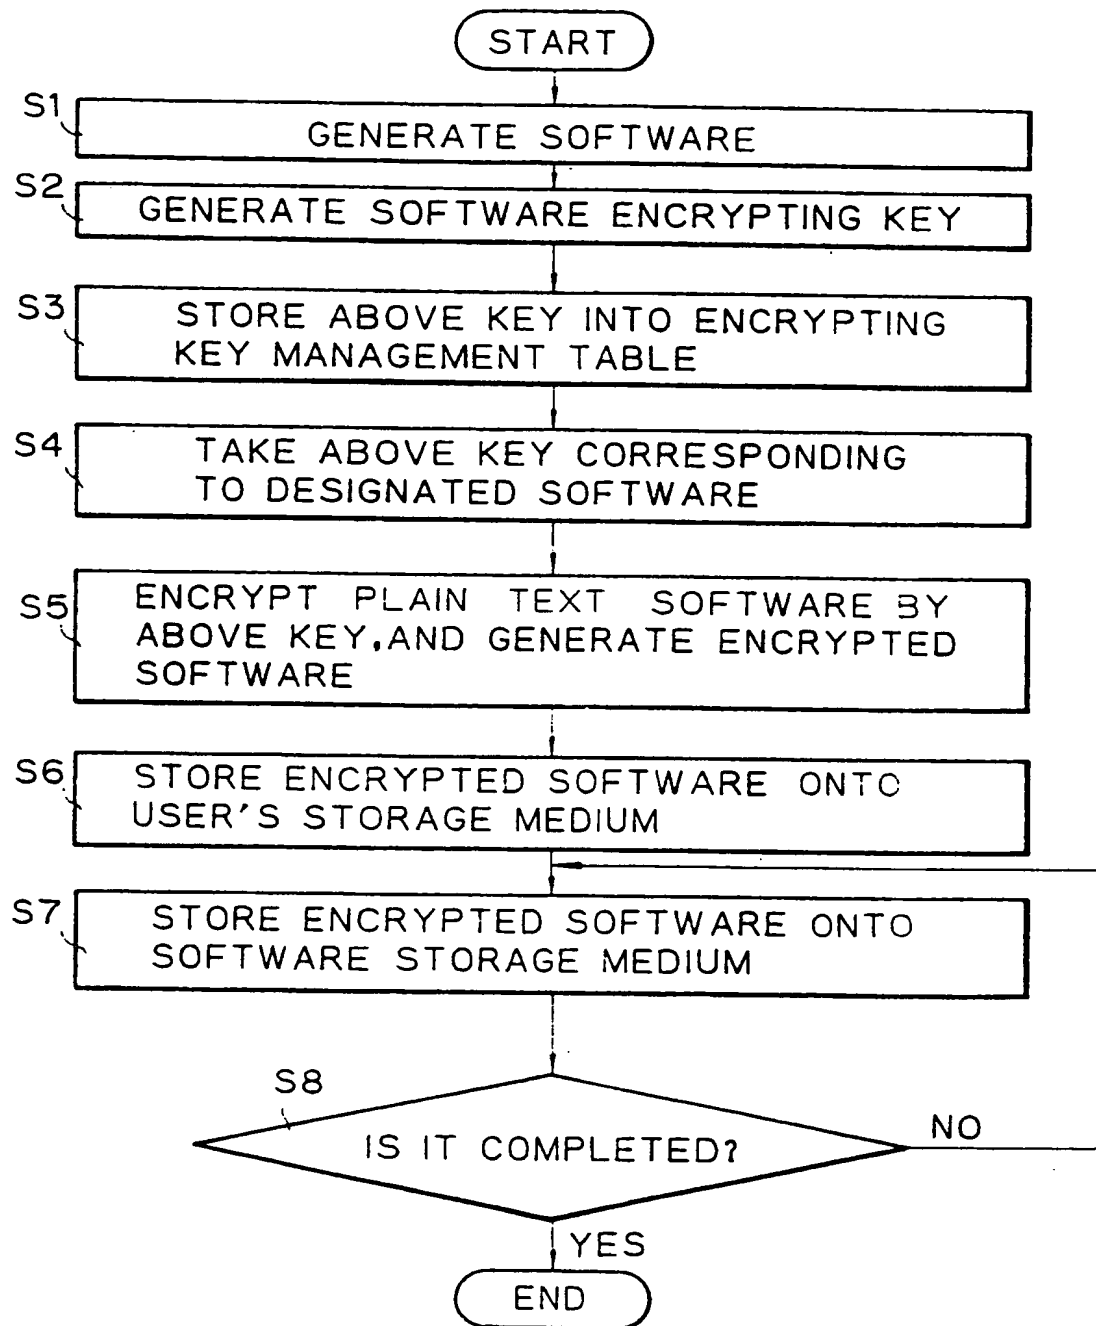 START
S1
GENERATE SOFTWARE
S2
GENERATE SOFTWARE ENCRYPTING KEY
S3
STORE ABOVE KEY INTO ENCRYPTING
KEY MANAGEMENT TABLE
S4
TAKE ABOVE KEY CORRESPONDING
TO DESIGNATED SOFTWARE
S5
ENCRYPT PLAIN TEXT SOFTWARE BY
ABOVE KEY, AND GENERATE ENCRYPTED
SOFTWARE
S6
STORE ENCRYPTED SOFTWARE ONTO
USER'S STORAGE MEDIUM
S7
STORE ENCRYPTED SOFTWARE ONTO
SOFTWARE STORAGE MEDIUM
S8
IS IT COMPLETED?
NO
YES
END